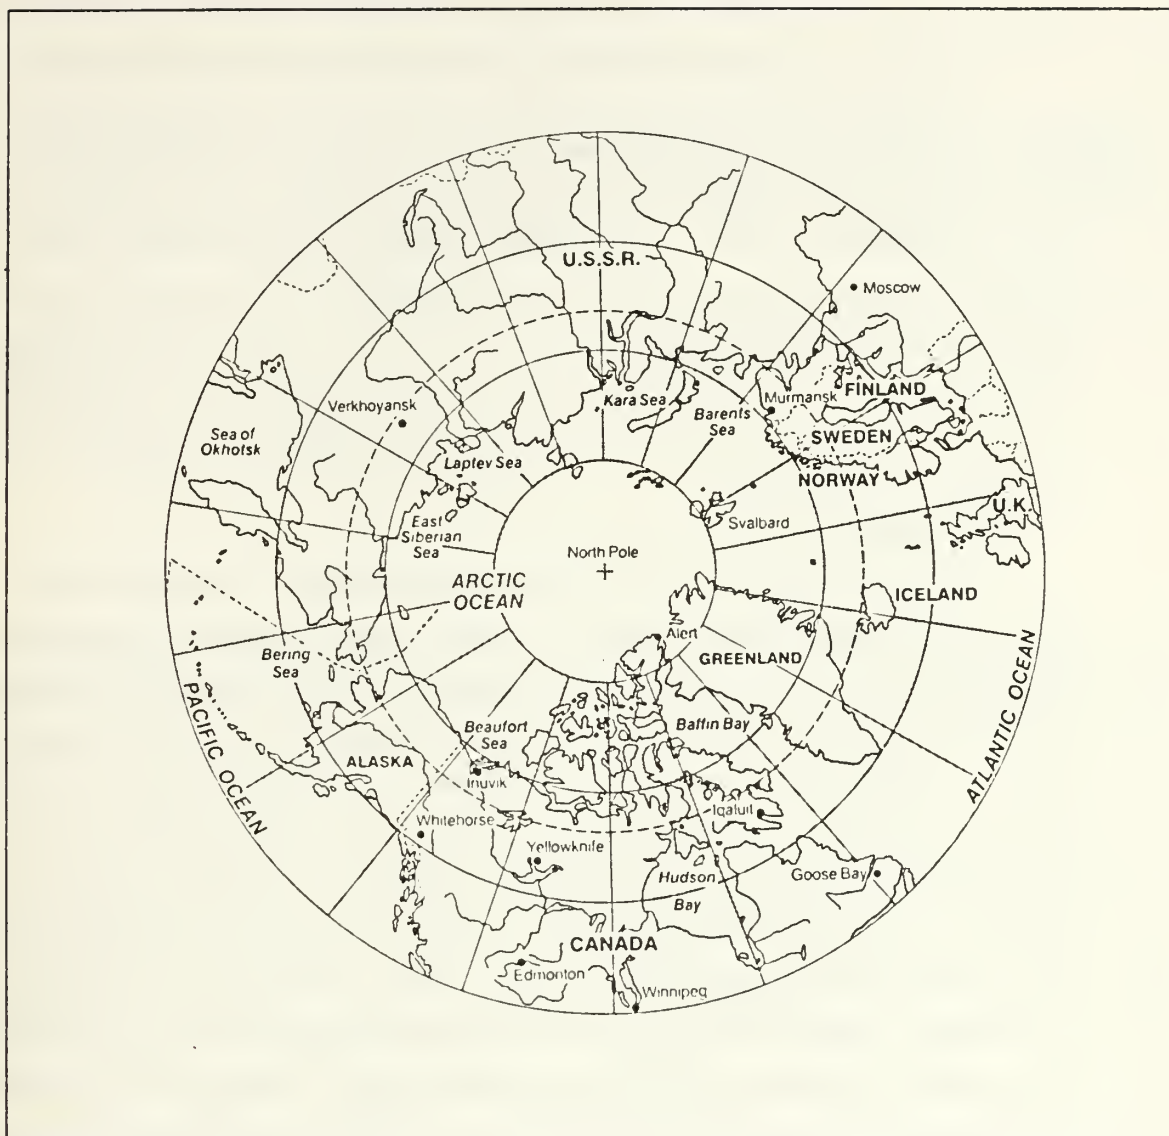 U.S.S.R.
Moscow
Kara Sea
Murmansk
FINLAND
Verkhoyansk
Barents
Sea
SWEDEN
Sea of
Okhotsk
Laptev Sea
NORWAY
U.K.
East
Siberian
Sea
Svalbard
North Pole
ARCTIC
OCEAN
ICELAND
Alert
GREENLAND
Bering
Sea
PACIFIC OCEAN
ATLANTIC OCEAN
Beaufort
Sea
Baffin Bay
ALASKA
Inuvik
Iqaluit
Whitehorse
Yellowknife
Hudson
Bay
Goose Bay
CANADA
Edmonton
Winnipeg